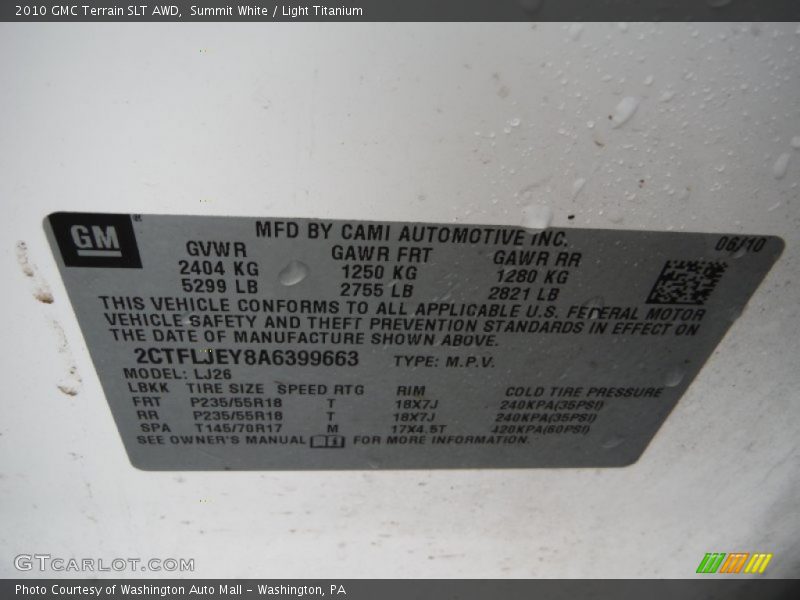 2010 GMC Terrain SLT AWD, Summit White / Light Titanium
GM
MFD BY CAMI AUTOMOTIVE INC.
06/10
GVWR GAWR FRT GAWR RR
2404 KG 1250 KG 1280 KG
5299 LB 2755 LB 2821 LB
THIS VEHICLE CONFORMS TO ALL APPLICABLE U.S. FEDERAL MOTOR
VEHICLE SAFETY AND THEFT PREVENTION STANDARDS IN EFFECT ON
THE DATE OF MANUFACTURE SHOWN ABOVE.
2CTFLJEY8A6399663 TYPE: M.P.V.
MODEL: LJ26
LBKK TIRE SIZE SPEED RTG RIM COLD TIRE PRESSURE
FRT P235/55R18 T 18X7J 240KPA(35PSI)
RR P235/55R18 T 18X7J 240KPA(35PSI)
SPA T145/70R17 M 17X4.5T 420KPA(60PSI)
SEE OWNER'S MANUAL FOR MORE INFORMATION.
GTCarLot.com
Photo Courtesy of Washington Auto Mall – Washington, PA